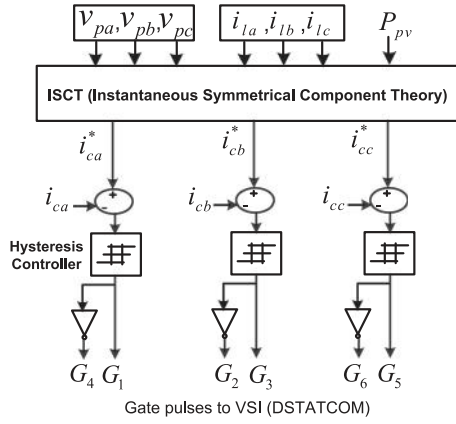 v_pa, v_pb, v_pc   i_la, i_lb, i_lc   P_pv
ISCT (Instantaneous Symmetrical Component Theory)
i*_ca   i*_cb   i*_cc
+   +   +
i_ca -   i_cb -   i_cc -
Hysteresis
Controller
G_4   G_1   G_2   G_3   G_6   G_5
Gate pulses to VSI (DSTATCOM)